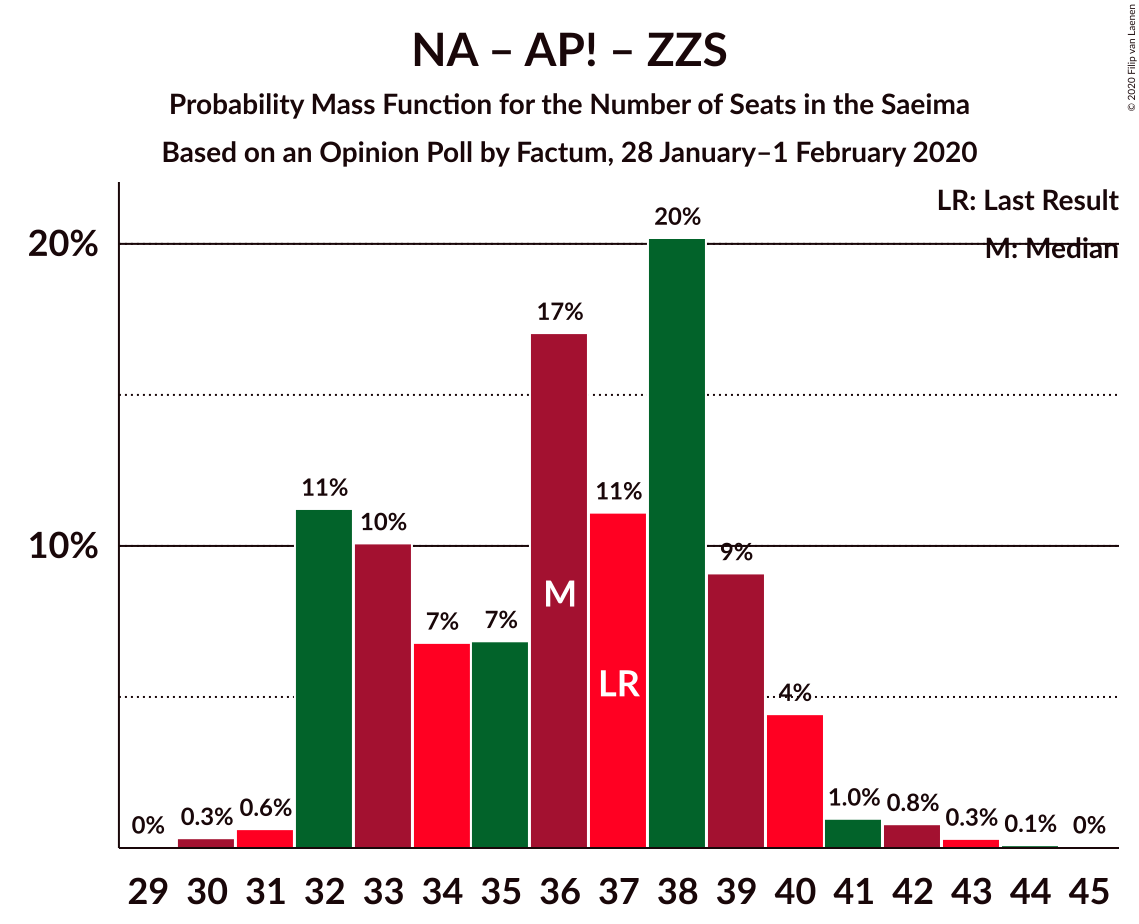 NA – AP! – ZZS
Probability Mass Function for the Number of Seats in the Saeima
Based on an Opinion Poll by Factum, 28 January–1 February 2020
© 2020 Filip van Laenen
LR: Last Result
M: Median
20%
10%
0%
0.3%
0.6%
11%
10%
7%
7%
17%
11%
20%
9%
4%
1.0%
0.8%
0.3%
0.1%
0%
M
LR
29 30 31 32 33 34 35 36 37 38 39 40 41 42 43 44 45